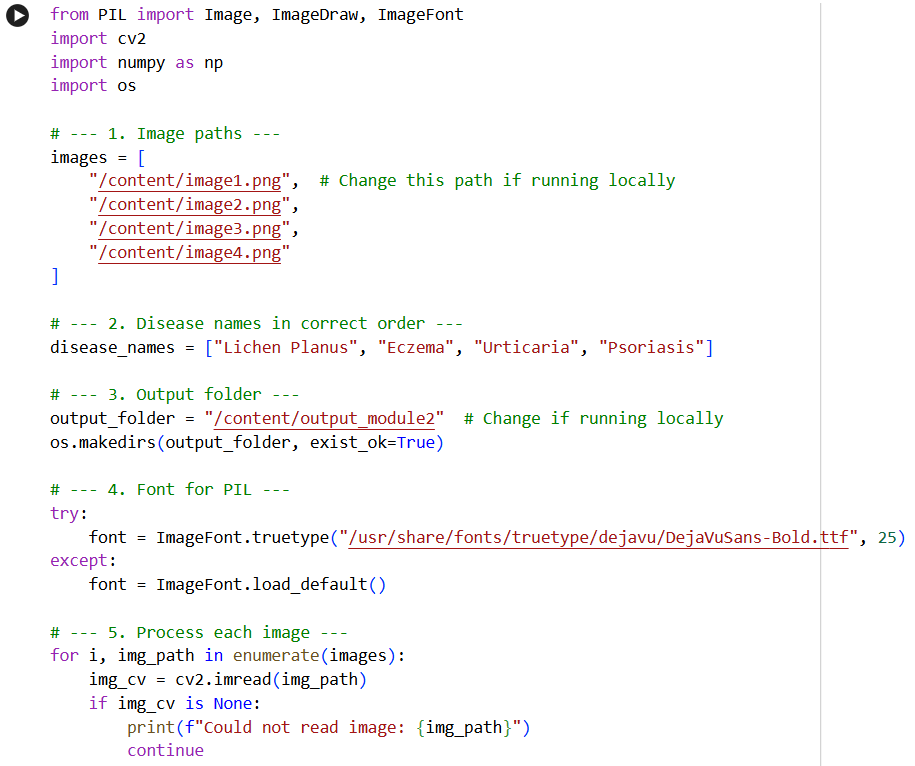 from PIL import Image, ImageDraw, ImageFont
import cv2
import numpy as np
import os

# --- 1. Image paths ---
images = [
    "/content/image1.png",  # Change this path if running locally
    "/content/image2.png",
    "/content/image3.png",
    "/content/image4.png"
]

# --- 2. Disease names in correct order ---
disease_names = ["Lichen Planus", "Eczema", "Urticaria", "Psoriasis"]

# --- 3. Output folder ---
output_folder = "/content/output_module2"  # Change if running locally
os.makedirs(output_folder, exist_ok=True)

# --- 4. Font for PIL ---
try:
    font = ImageFont.truetype("/usr/share/fonts/truetype/dejavu/DejaVuSans-Bold.ttf", 25)
except:
    font = ImageFont.load_default()

# --- 5. Process each image ---
for i, img_path in enumerate(images):
    img_cv = cv2.imread(img_path)
    if img_cv is None:
        print(f"Could not read image: {img_path}")
        continue